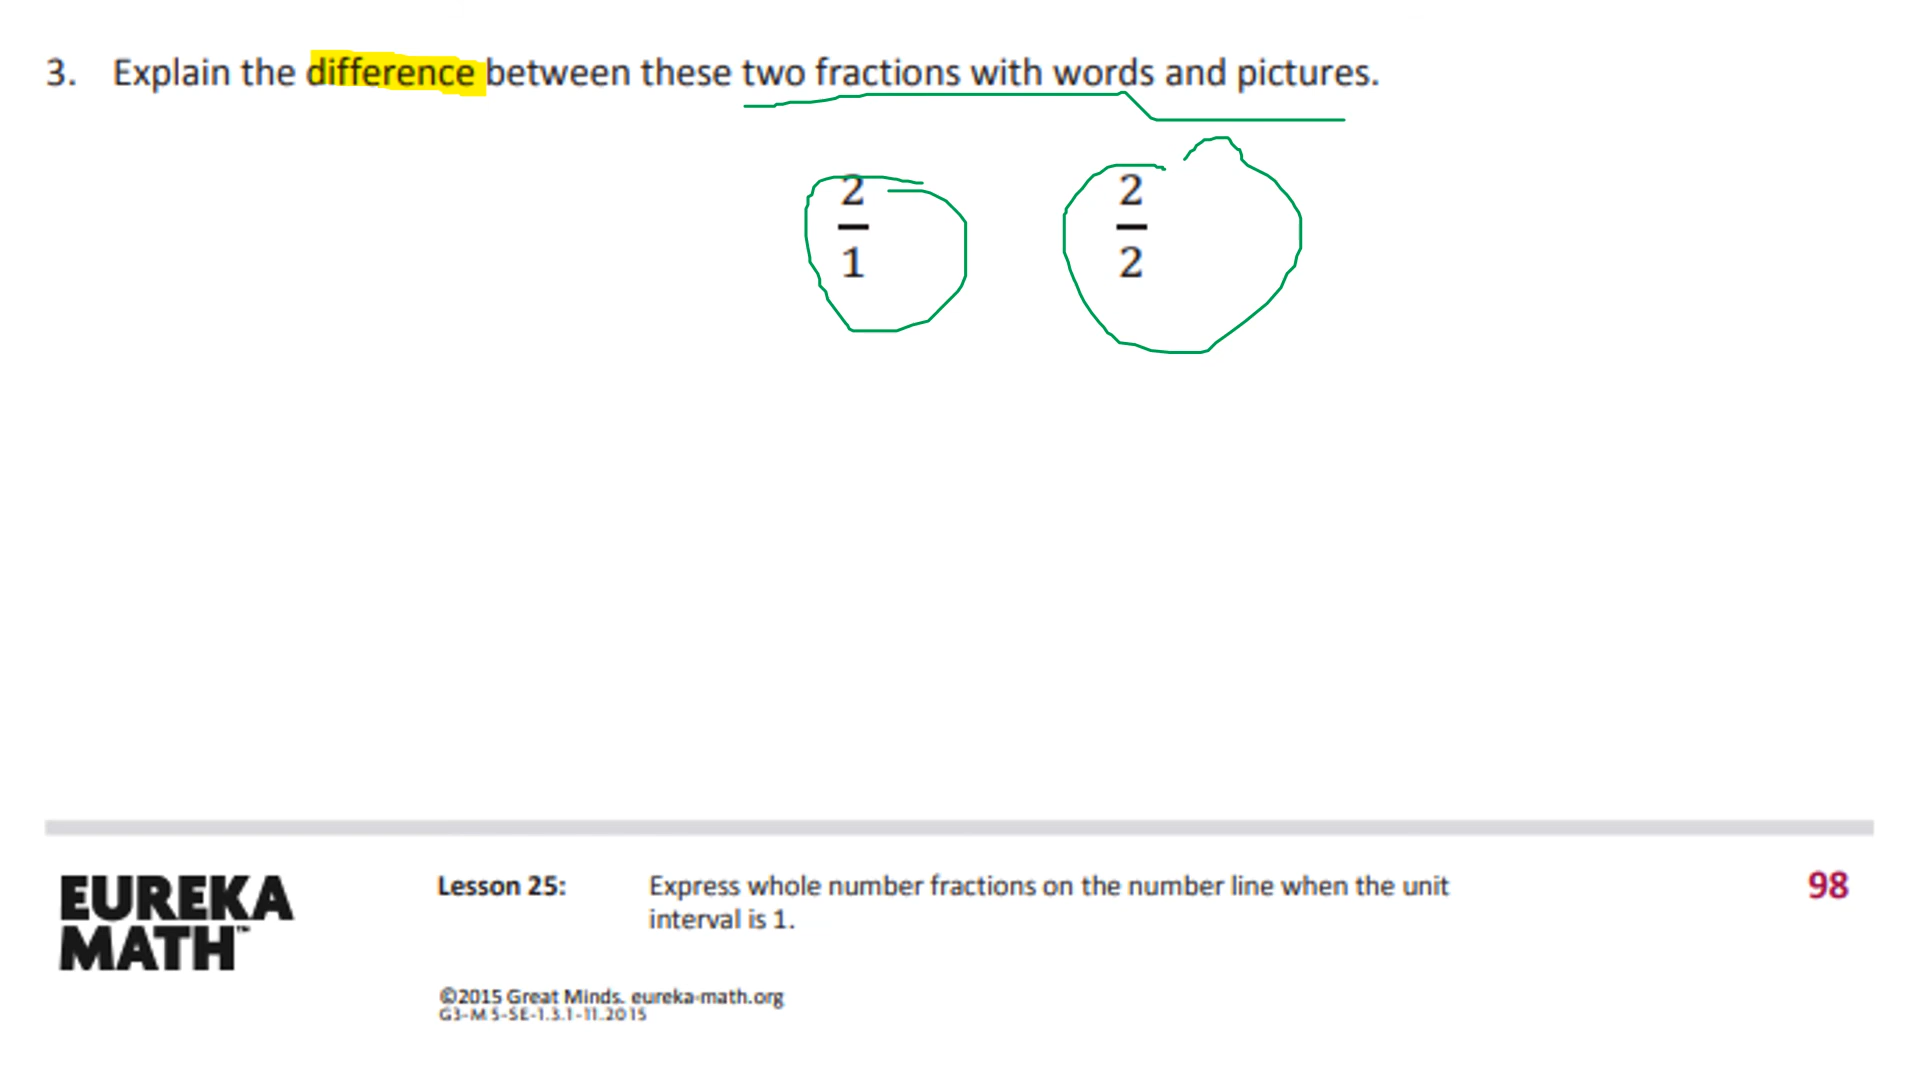 3. Explain the difference between these two fractions with words and pictures.
2 2
1 2
EUREKA
MATH™
Lesson 25: Express whole number fractions on the number line when the unit
interval is 1.
98
©2015 Great Minds. eureka-math.org
G3-M5-SE-1.3.1-11.2015